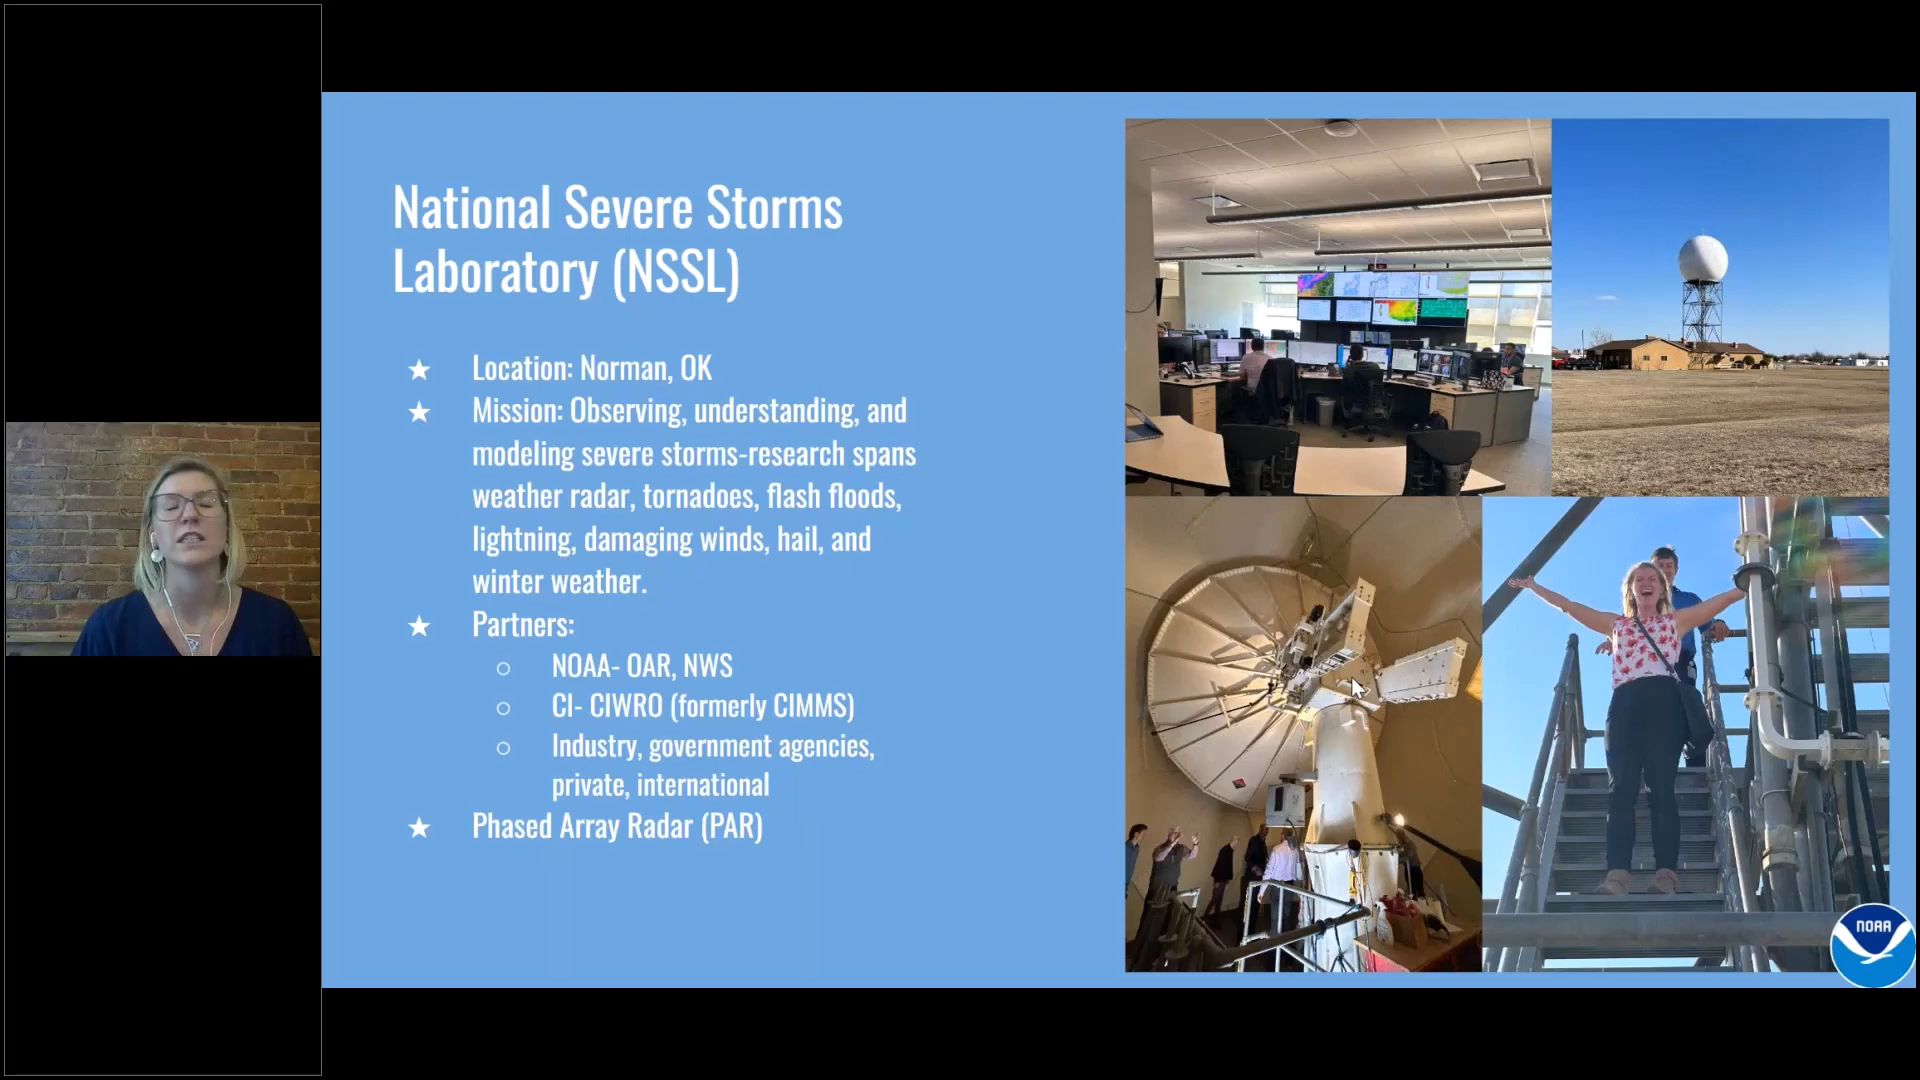 National Severe Storms
Laboratory (NSSL)
★ Location: Norman, OK
★ Mission: Observing, understanding, and
modeling severe storms-research spans
weather radar, tornadoes, flash floods,
lightning, damaging winds, hail, and
winter weather.
★ Partners:
○ NOAA- OAR, NWS
○ CI- CIWRO (formerly CIMMS)
○ Industry, government agencies,
private, international
★ Phased Array Radar (PAR)
NOAA